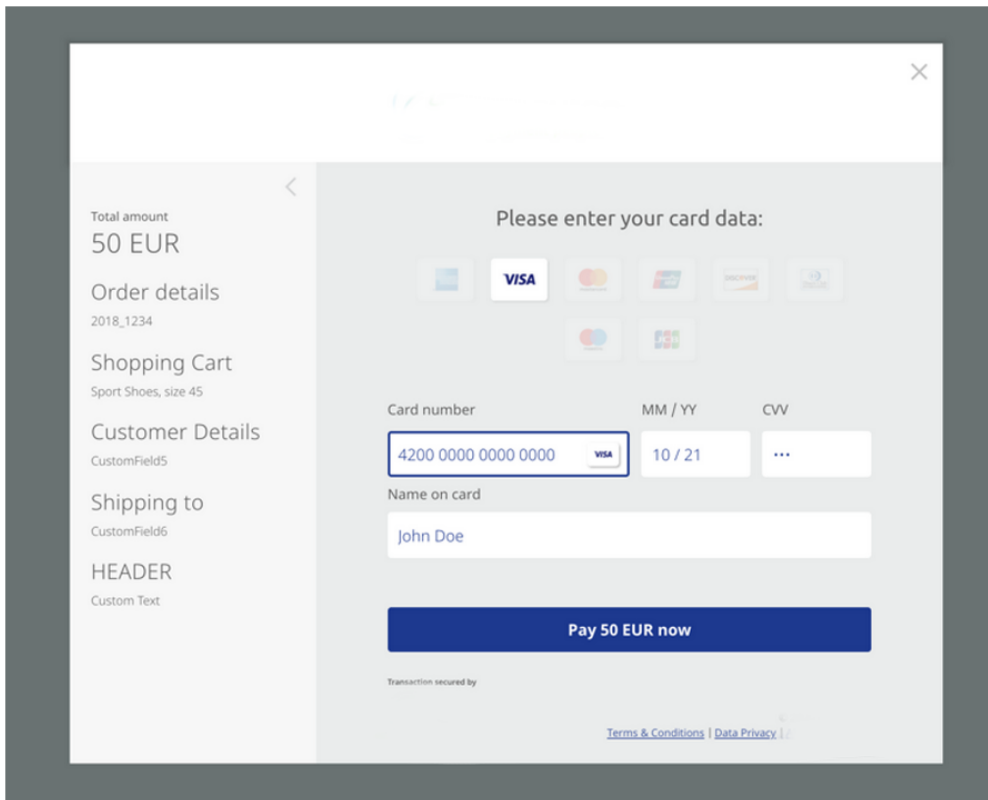 Total amount
50 EUR
Order details
2018_1234
Shopping Cart
Sport Shoes, size 45
Customer Details
CustomField5
Shipping to
CustomField6
HEADER
Custom Text
Please enter your card data:
VISA
DISCOVER
JCB
Card number MM / YY CVV
4200 0000 0000 0000 VISA 10 / 21 ···
Name on card
John Doe
Pay 50 EUR now
Transaction secured by
Terms & Conditions | Data Privacy |